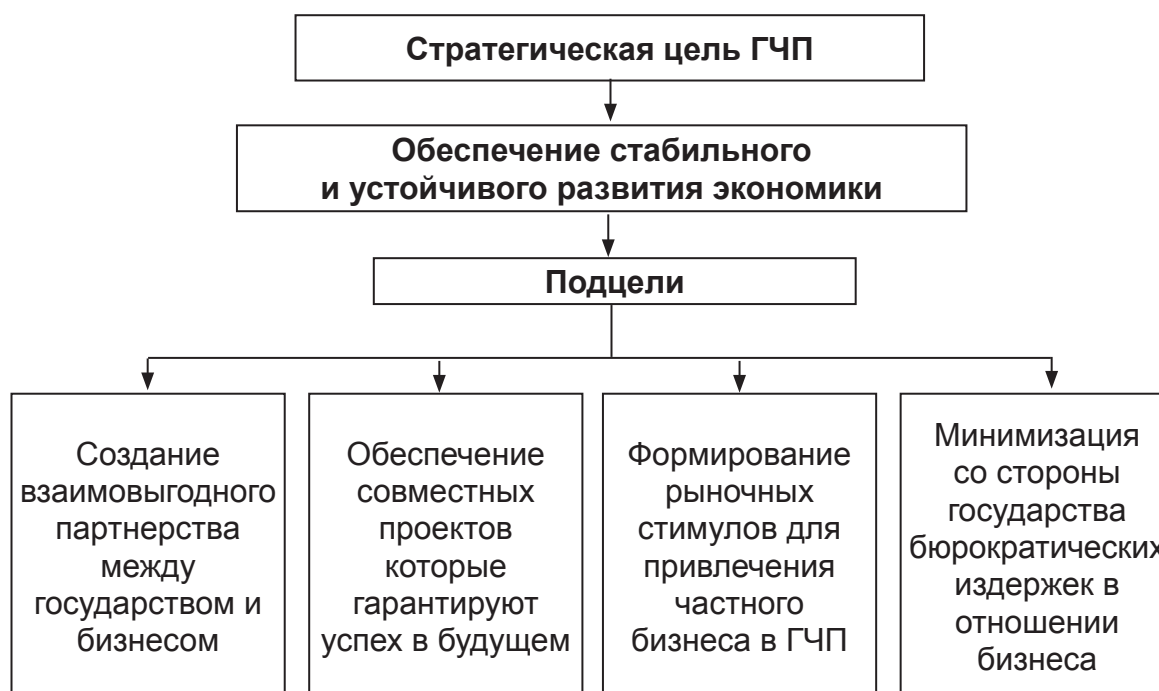 Стратегическая цель ГЧП
Обеспечение стабильного
и устойчивого развития экономики
Подцели
Создание
взаимовыгодного
партнерства
между
государством и
бизнесом
Обеспечение
совместных
проектов
которые
гарантируют
успех в будущем
Формирование
рыночных
стимулов для
привлечения
частного
бизнеса в ГЧП
Минимизация
со стороны
государства
бюрократических
издержек в
отношении
бизнеса